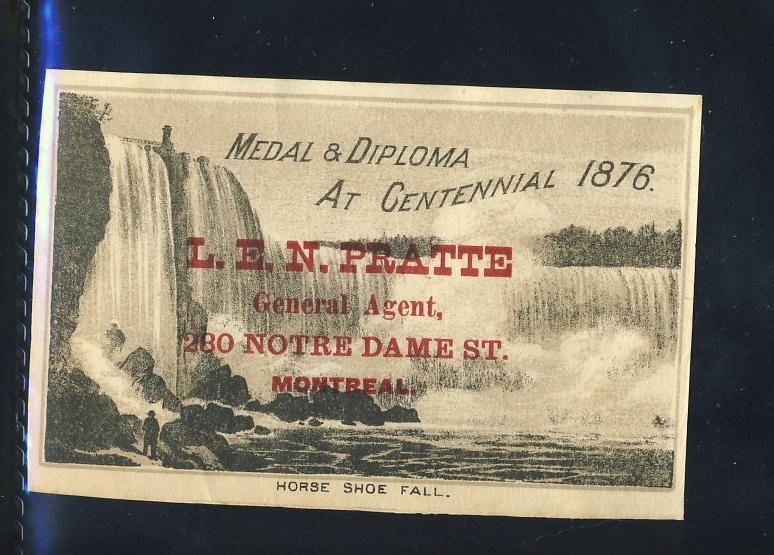 MEDAL & DIPLOMA
AT CENTENNIAL 1876.
L. E. N. PRATTE
General Agent,
280 NOTRE DAME ST.
MONTREAL.
HORSE SHOE FALL.